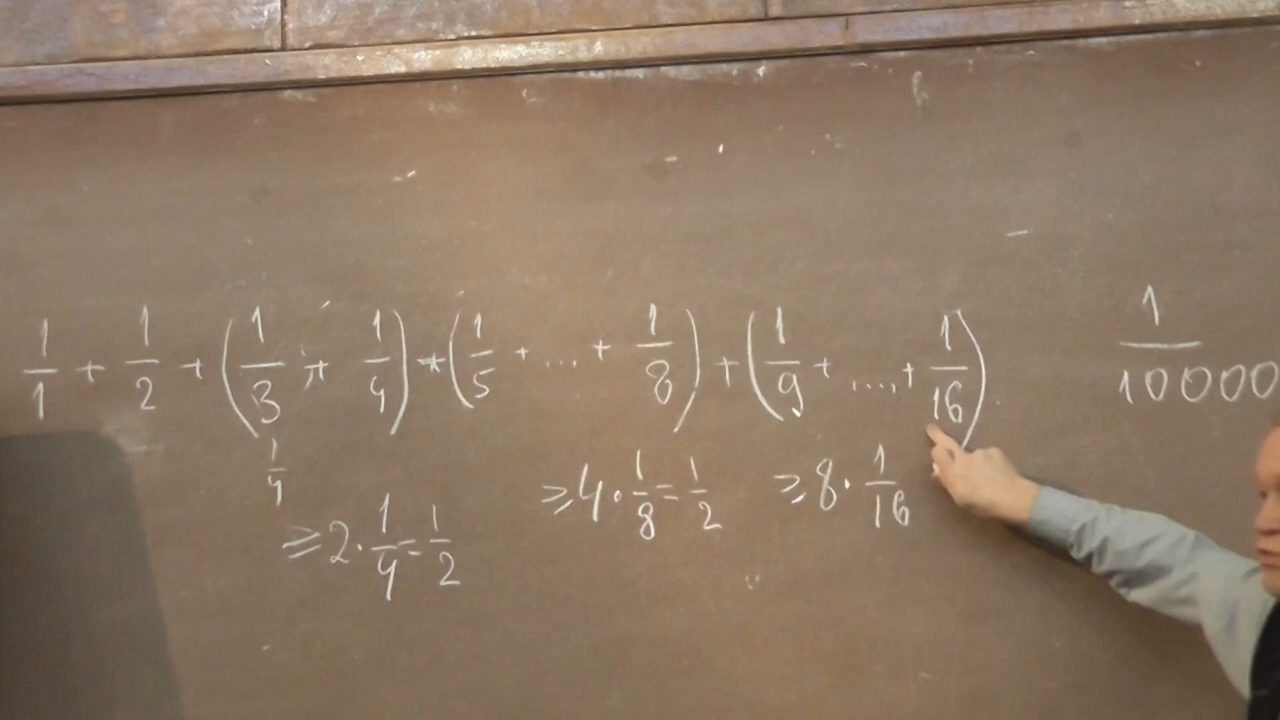 1/1 + 1/2 + (1/3 + 1/4) + (1/5 + ... + 1/8) + (1/9 + ... + 1/16)
1/10000
1/4
≥ 2 · 1/4 = 1/2
≥ 4 · 1/8 = 1/2
≥ 8 · 1/16